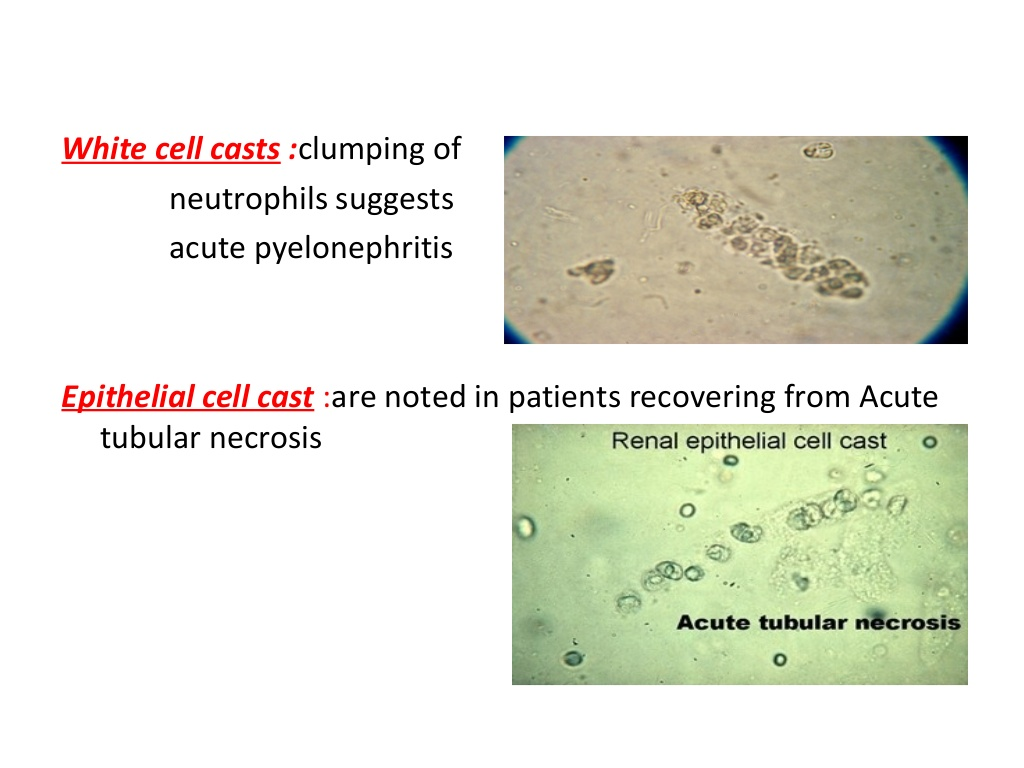 White cell casts :clumping of
neutrophils suggests
acute pyelonephritis
Epithelial cell cast :are noted in patients recovering from Acute
tubular necrosis
Renal epithelial cell cast
Acute tubular necrosis